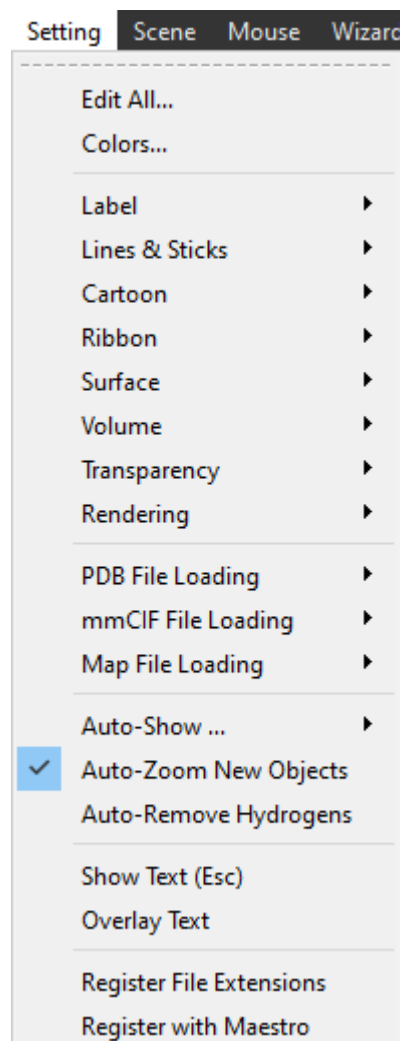 Setting Scene Mouse Wizard
Edit All...
Colors...
Label
Lines & Sticks
Cartoon
Ribbon
Surface
Volume
Transparency
Rendering
PDB File Loading
mmCIF File Loading
Map File Loading
Auto-Show ...
Auto-Zoom New Objects
Auto-Remove Hydrogens
Show Text (Esc)
Overlay Text
Register File Extensions
Register with Maestro